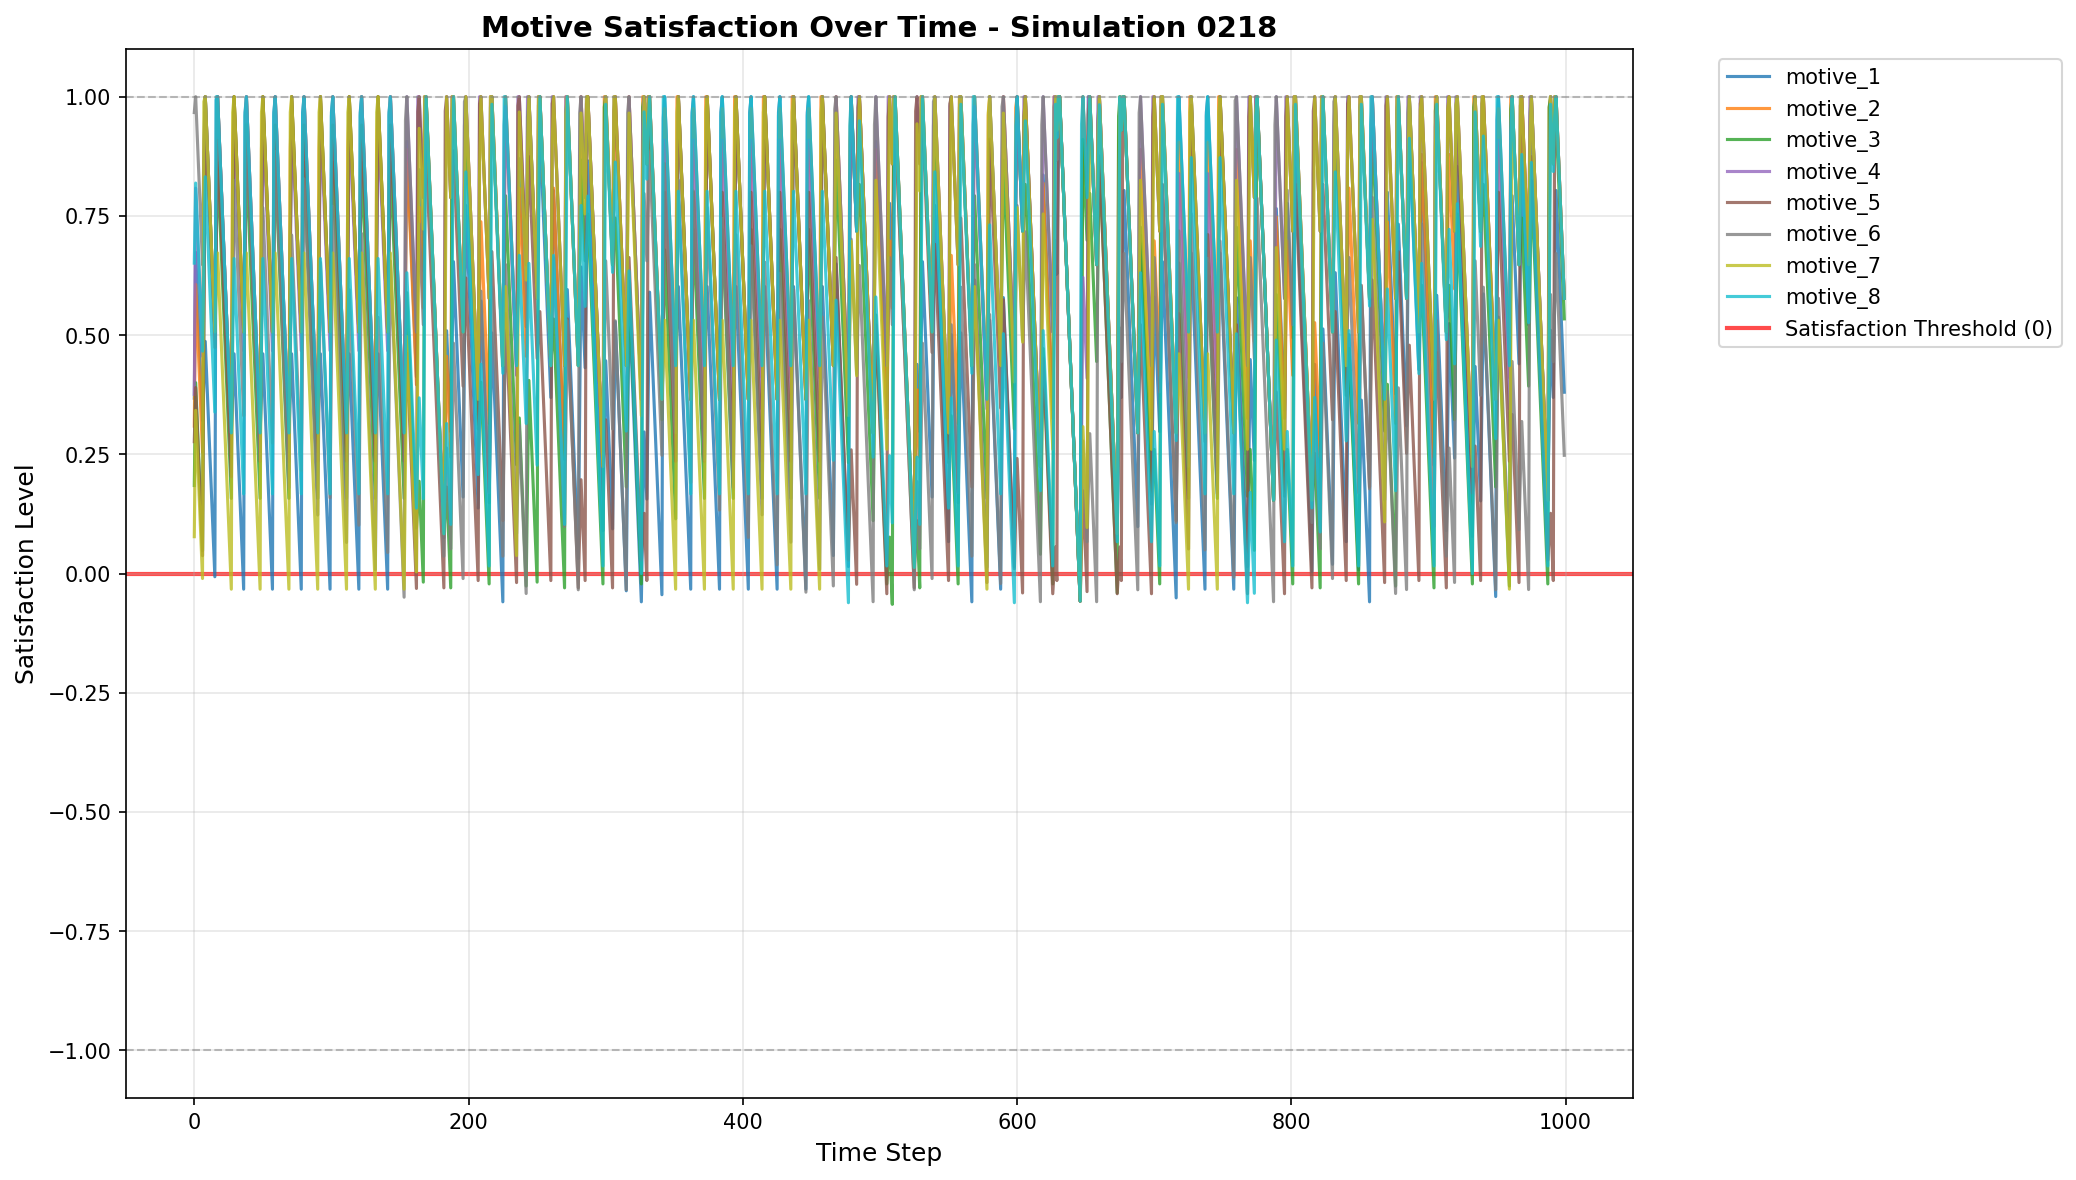 Motive Satisfaction Over Time - Simulation 0218
Satisfaction Level
1.00
0.75
0.50
0.25
0.00
−0.25
−0.50
−0.75
−1.00
0
200
400
600
800
1000
Time Step
motive_1
motive_2
motive_3
motive_4
motive_5
motive_6
motive_7
motive_8
Satisfaction Threshold (0)